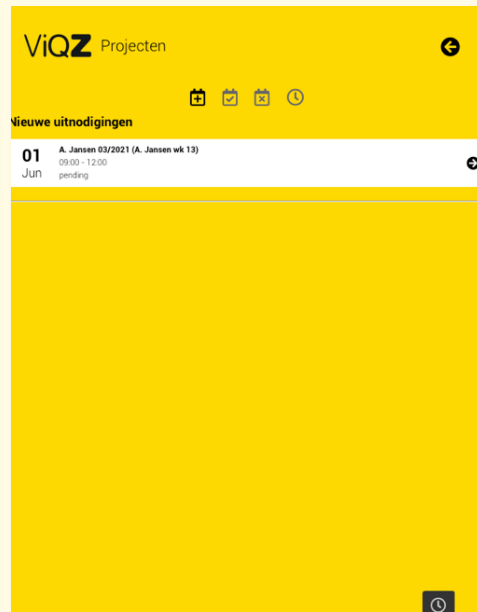 ViQZ Projecten
Nieuwe uitnodigingen
01 Jun
A. Jansen 03/2021 (A. Jansen wk 13)
09:00 - 12:00
pending